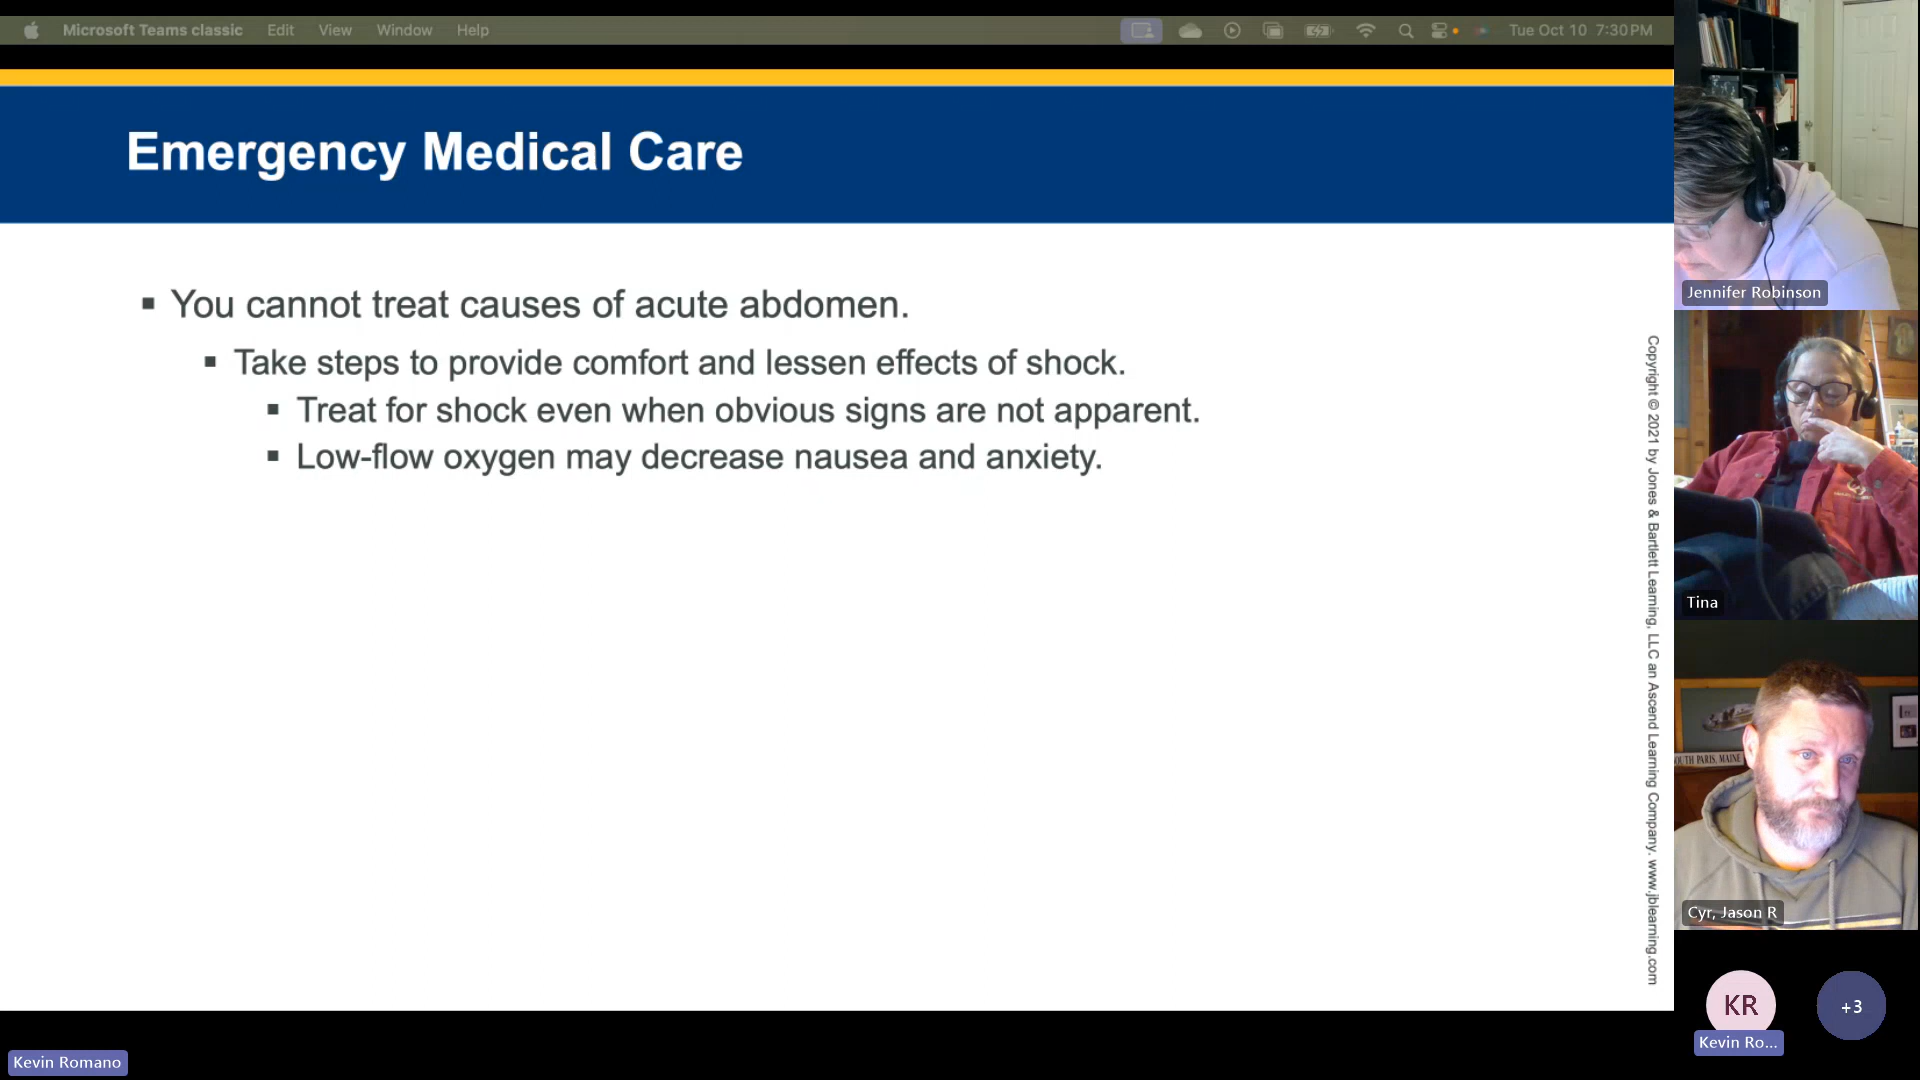 Microsoft Teams classic Edit View Window Help
Tue Oct 10 7:30 PM
Emergency Medical Care
▪ You cannot treat causes of acute abdomen.
▪ Take steps to provide comfort and lessen effects of shock.
▪ Treat for shock even when obvious signs are not apparent.
▪ Low-flow oxygen may decrease nausea and anxiety.
Copyright © 2021 by Jones & Bartlett Learning, LLC an Ascend Learning Company. www.jblearning.com
Jennifer Robinson
Tina
OUTH PARIS, MAINE
Cyr, Jason R
KR
+3
Kevin Ro...
Kevin Romano